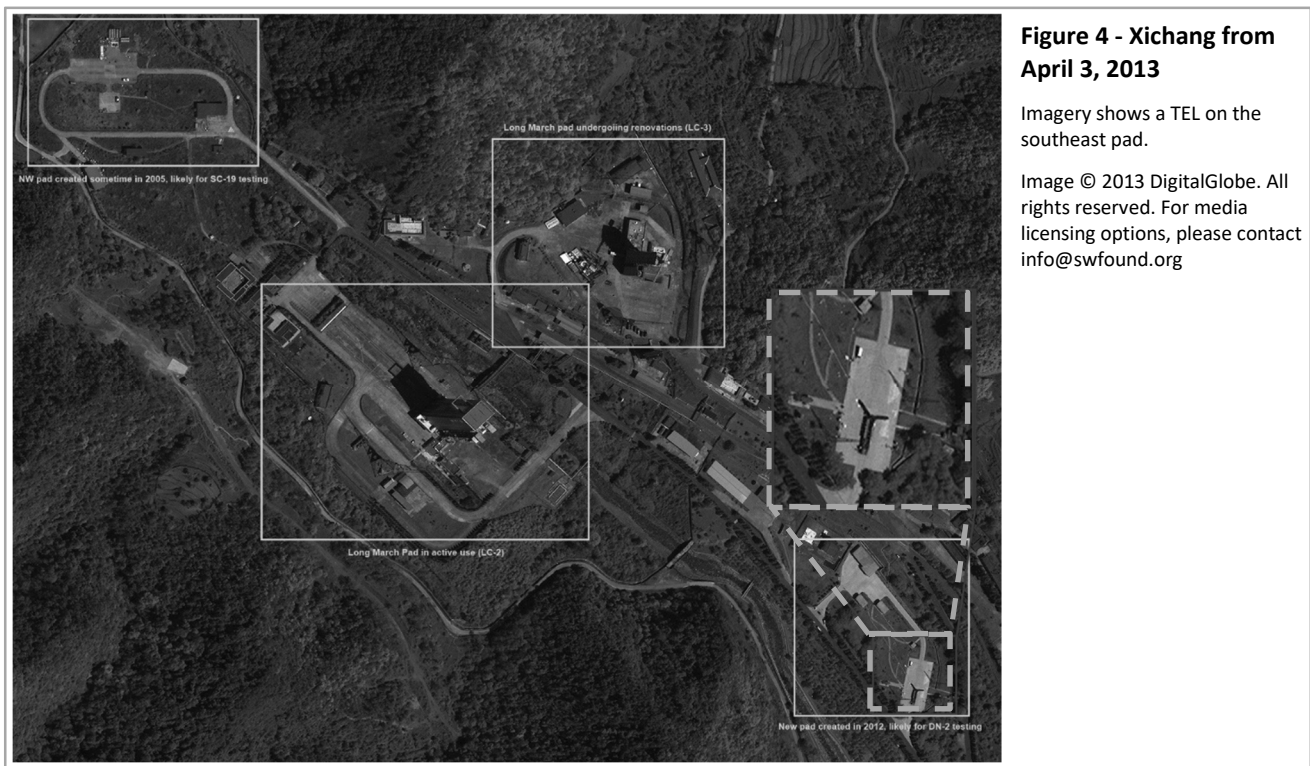 Figure 4 - Xichang from
April 3, 2013
Imagery shows a TEL on the
southeast pad.
Image © 2013 DigitalGlobe. All
rights reserved. For media
licensing options, please contact
info@swfound.org
NW pad created sometime in 2005, likely for SC-19 testing
Long March pad undergoiing renovations (LC-3)
Long March Pad in active use (LC-2)
New pad created in 2012, likely for DN-2 testing